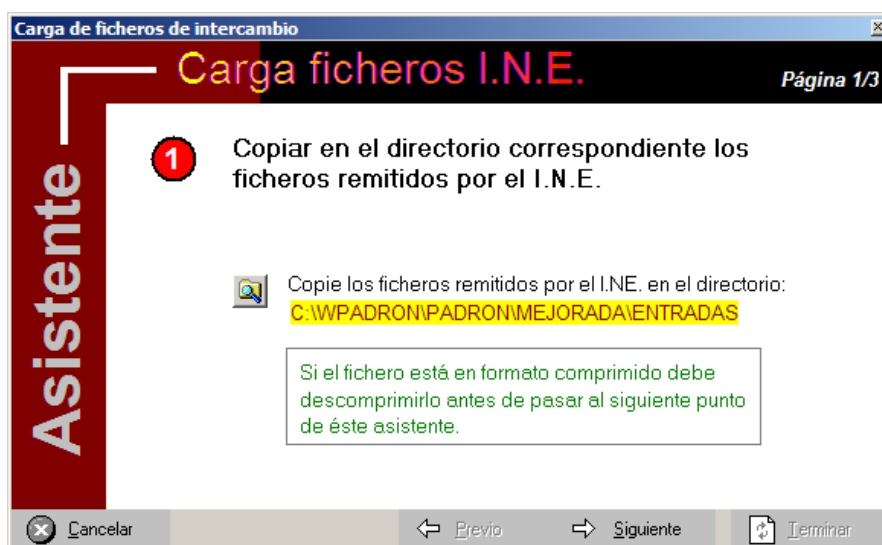 Carga de ficheros de intercambio
Carga ficheros I.N.E.
Página 1/3
Asistente
1
Copiar en el directorio correspondiente los
ficheros remitidos por el I.N.E.
Copie los ficheros remitidos por el I.NE. en el directorio:
C:\WPADRON\PADRON\MEJORADA\ENTRADAS
Si el fichero está en formato comprimido debe
descomprimirlo antes de pasar al siguiente punto
de éste asistente.
Cancelar
Previo
Siguiente
Terminar